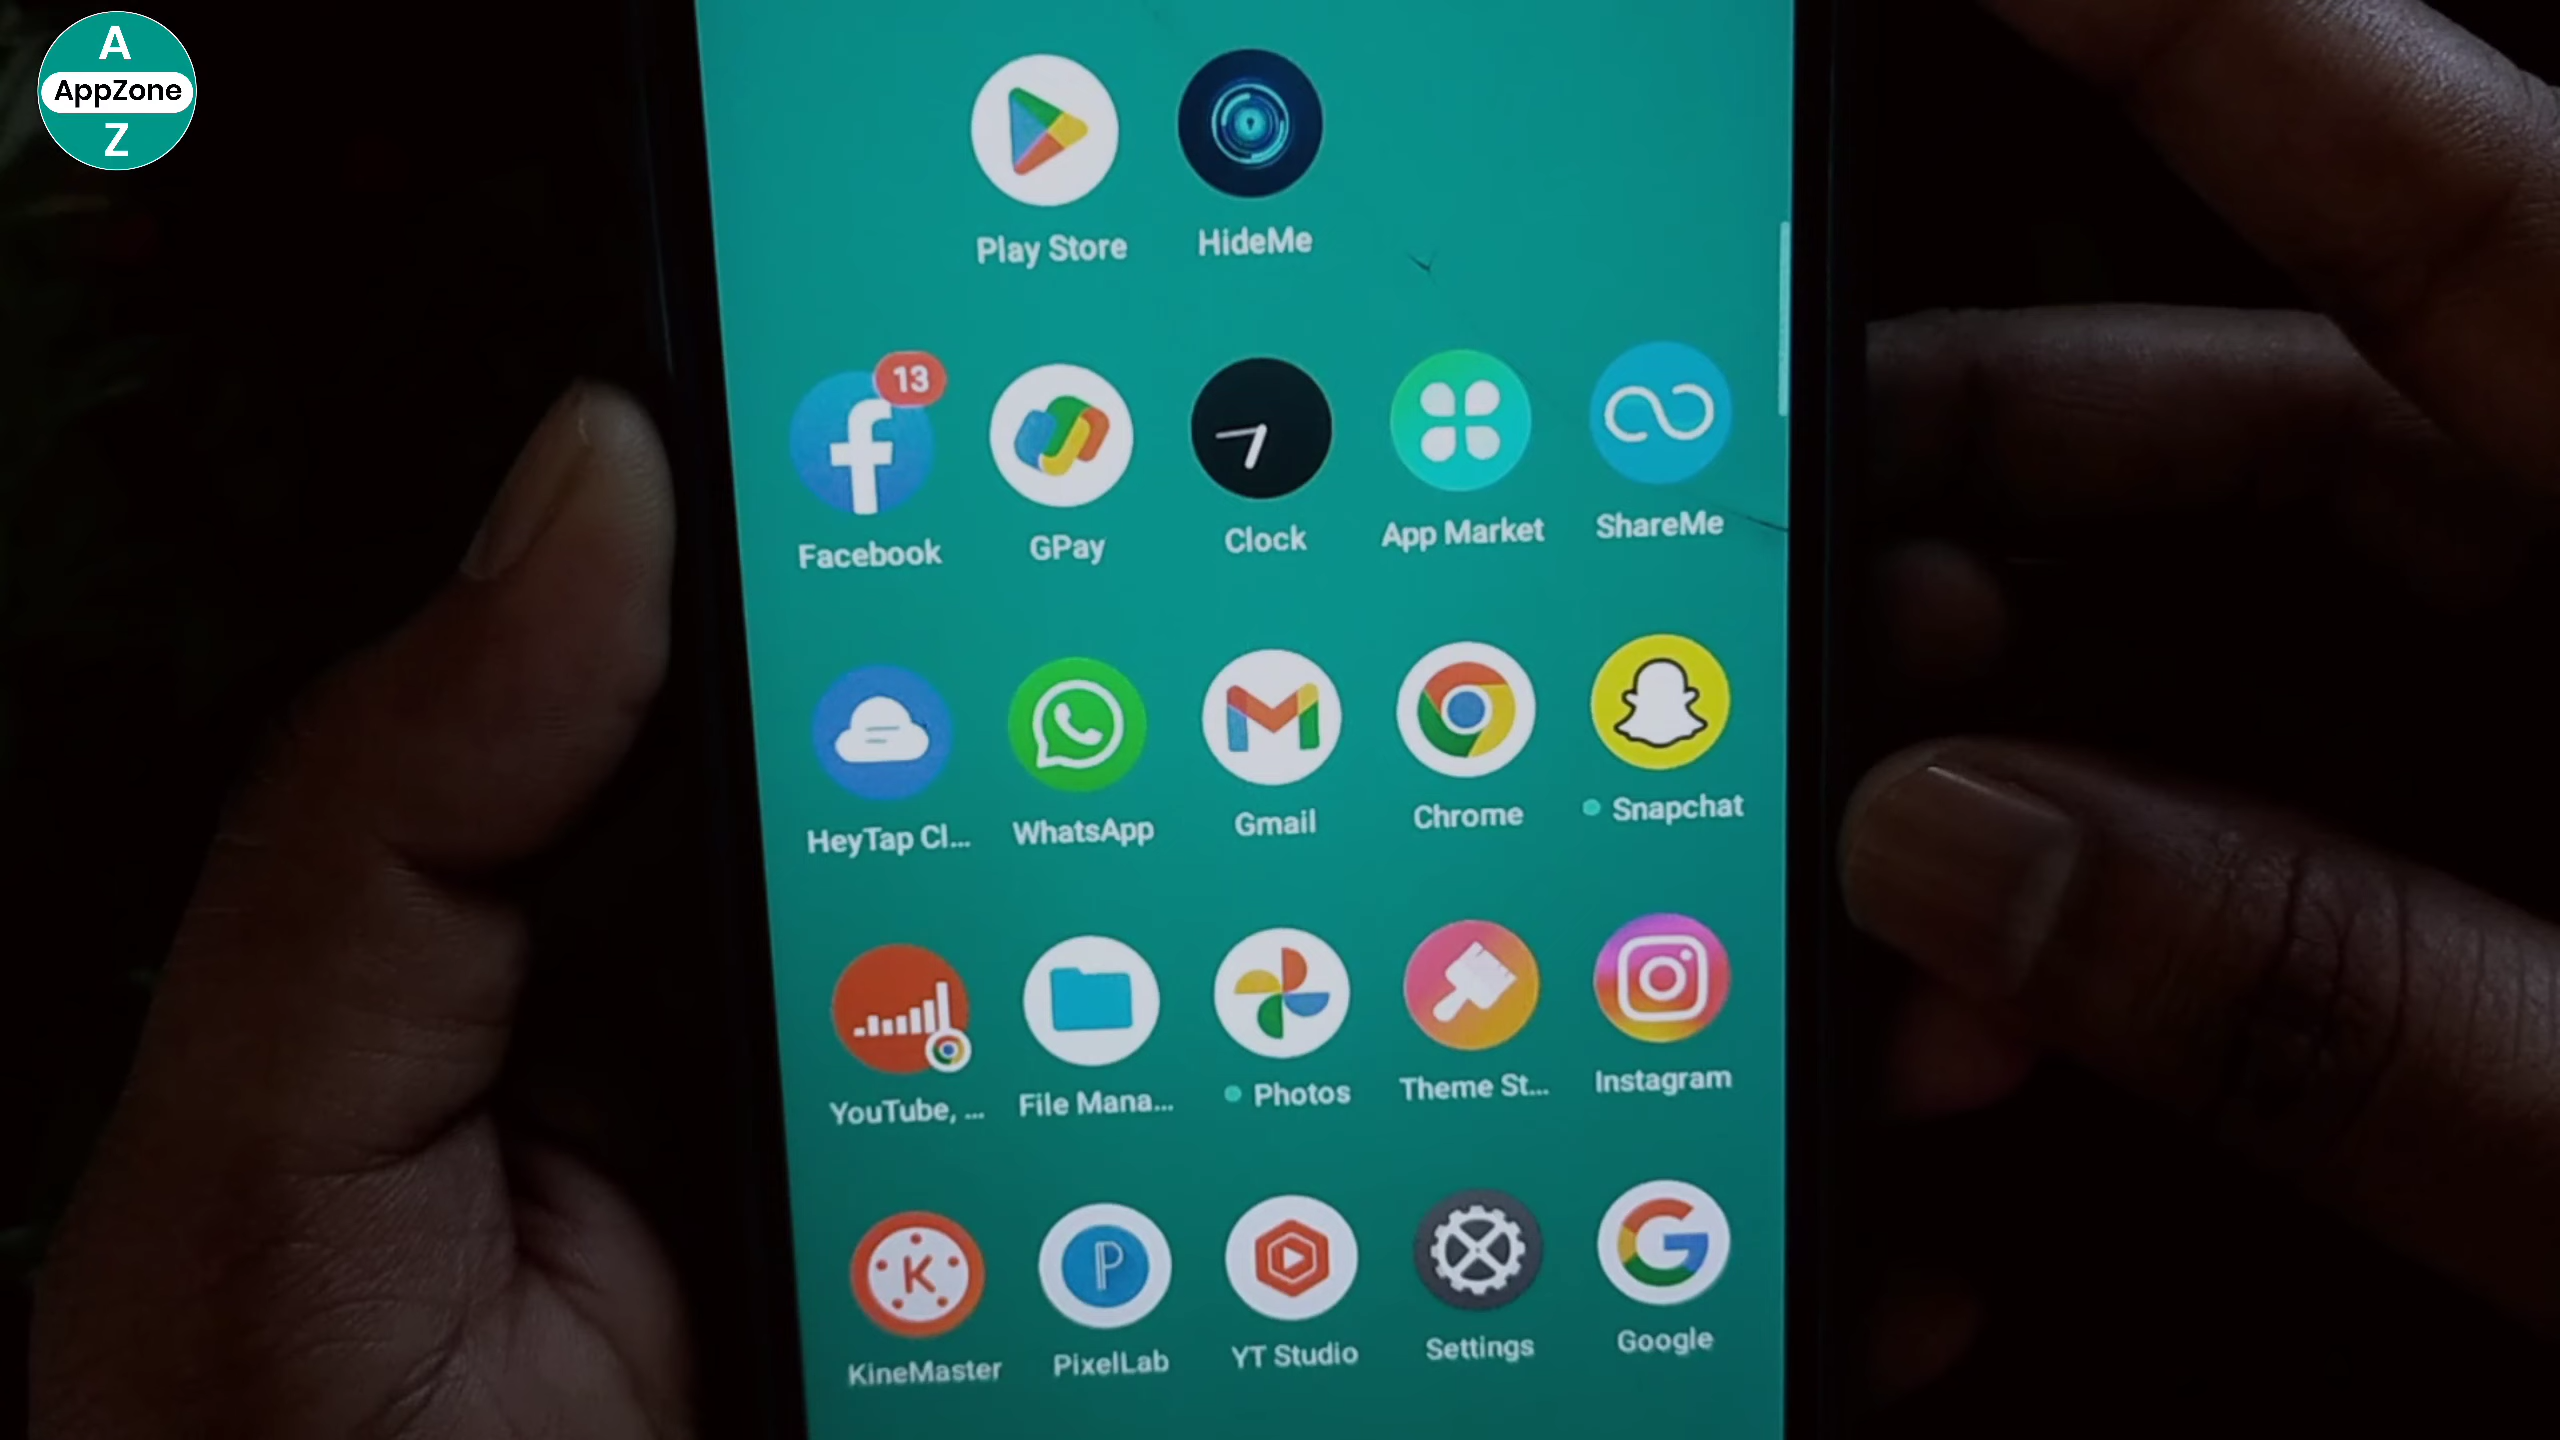 A
AppZone
Z
Play Store
HideMe
13
Facebook
GPay
Clock
App Market
ShareMe
HeyTap Cl...
WhatsApp
Gmail
Chrome
Snapchat
YouTube, ...
File Mana...
Photos
Theme St...
Instagram
K
P
KineMaster
PixelLab
YT Studio
Settings
Google